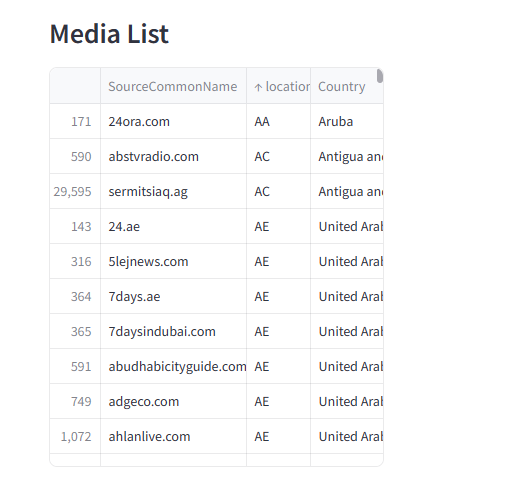 Media List
SourceCommonName ↑ location Country
171 24ora.com AA Aruba
590 abstvradio.com AC Antigua and
29,595 sermitsiaq.ag AC Antigua and
143 24.ae AE United Arab
316 5lejnews.com AE United Arab
364 7days.ae AE United Arab
365 7daysindubai.com AE United Arab
591 abudhabicityguide.com AE United Arab
749 adgeco.com AE United Arab
1,072 ahlanlive.com AE United Arab